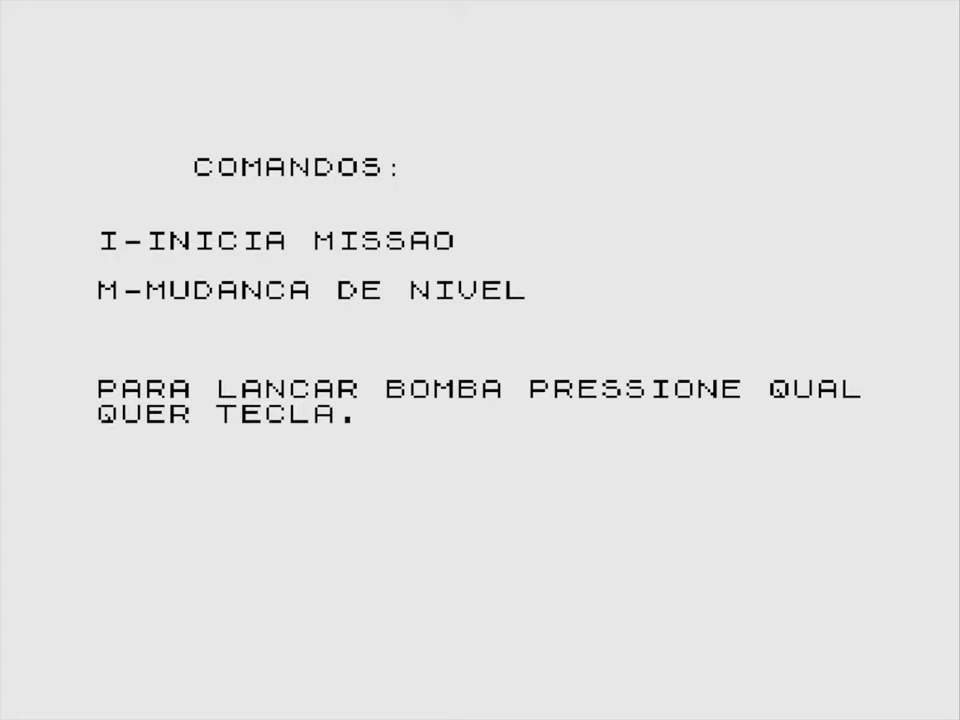 COMANDOS:
I-INICIA MISSAO
M-MUDANCA DE NIVEL
PARA LANCAR BOMBA PRESSIONE QUAL
QUER TECLA.